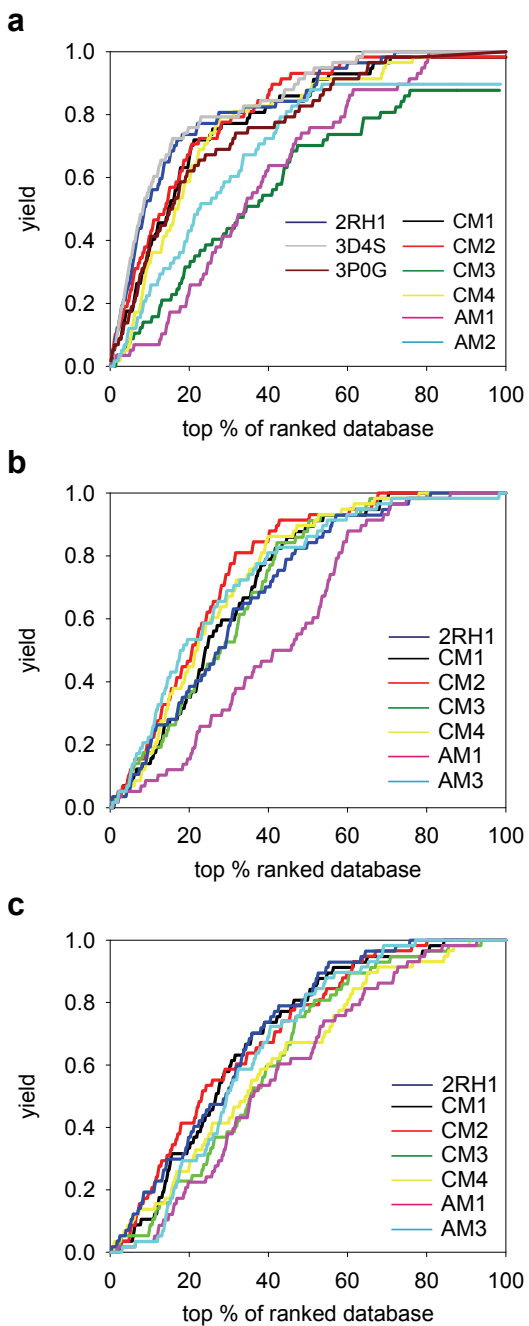 a
1.0
0.8
0.6
0.4
0.2
0.0
yield
2RH1
3D4S
3P0G
CM1
CM2
CM3
CM4
AM1
AM2
0 20 40 60 80 100
top % of ranked database
b
1.0
0.8
0.6
0.4
0.2
0.0
yield
2RH1
CM1
CM2
CM3
CM4
AM1
AM3
0 20 40 60 80 100
top % ranked database
c
1.0
0.8
0.6
0.4
0.2
0.0
yield
2RH1
CM1
CM2
CM3
CM4
AM1
AM3
0 20 40 60 80 100
top % of ranked database